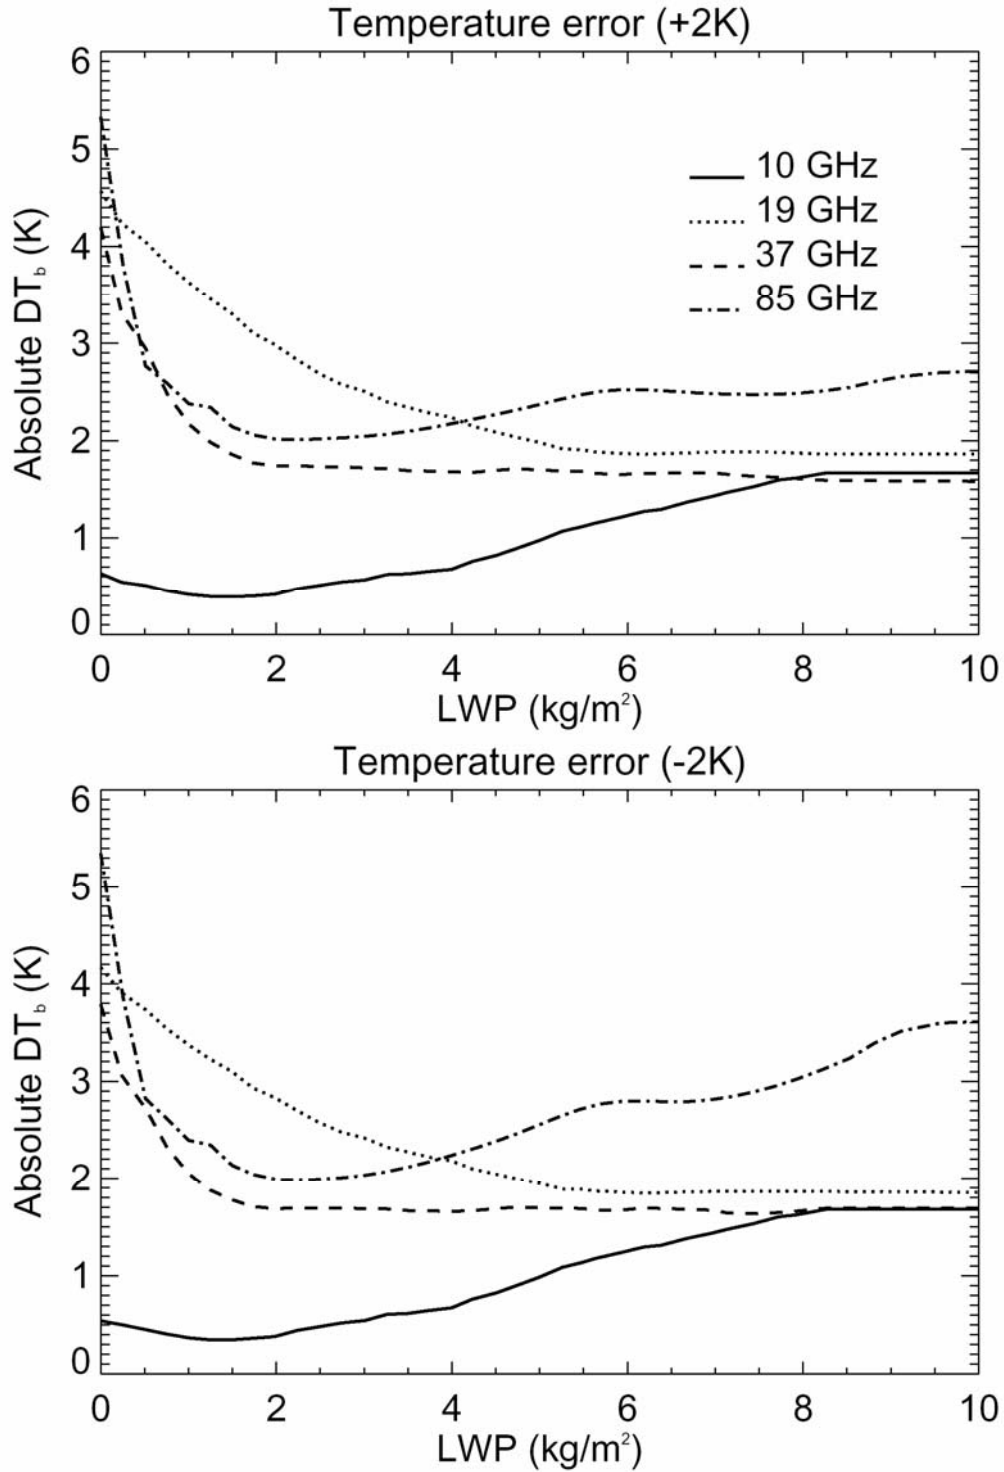 Temperature error (+2K)
6
5
4
3
2
1
0
Absolute DTb (K)
10 GHz
19 GHz
37 GHz
85 GHz
0 2 4 6 8 10
LWP (kg/m²)
Temperature error (-2K)
6
5
4
3
2
1
0
Absolute DTb (K)
0 2 4 6 8 10
LWP (kg/m²)